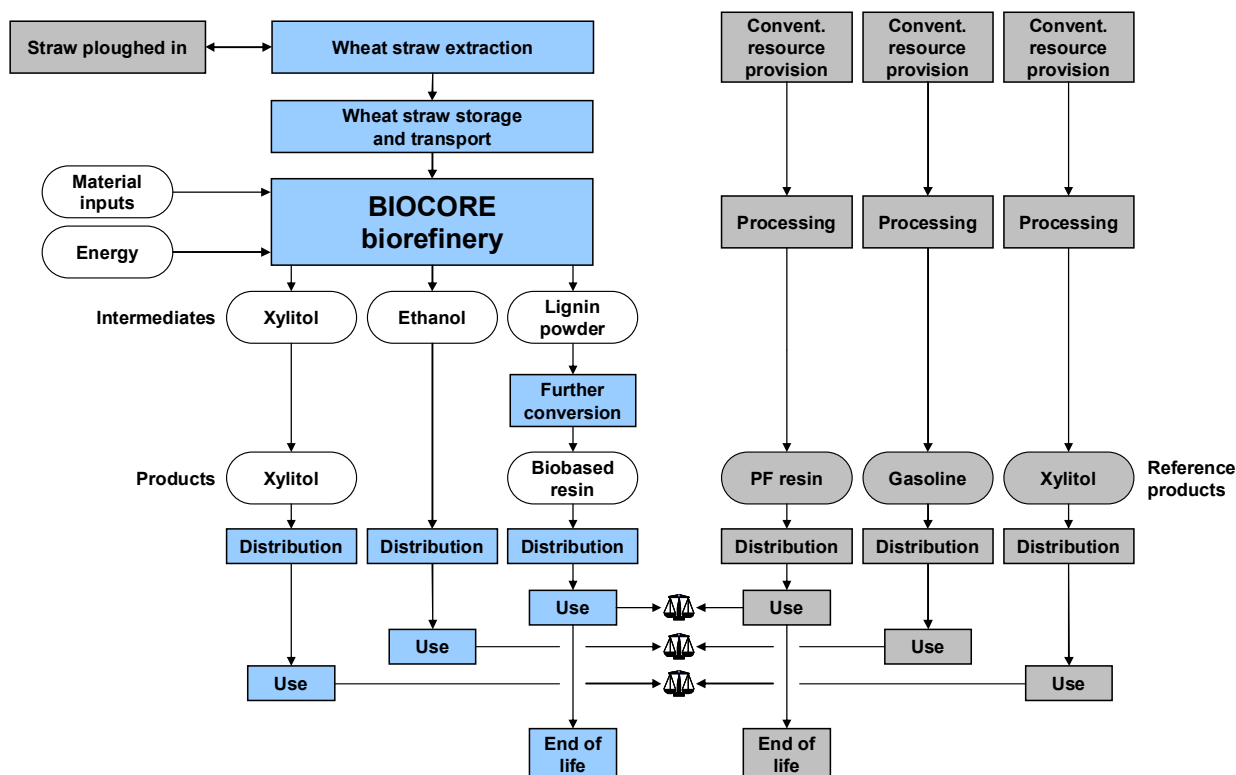 Straw ploughed in
Wheat straw extraction
Convent.
resource
provision
Convent.
resource
provision
Convent.
resource
provision
Wheat straw storage
and transport
Material
inputs
Energy
BIOCORE
biorefinery
Processing
Processing
Processing
Intermediates
Xylitol
Ethanol
Lignin
powder
Further
conversion
Products
Xylitol
Biobased
resin
PF resin
Gasoline
Xylitol
Reference
products
Distribution
Distribution
Distribution
Distribution
Distribution
Distribution
Use
Use
Use
Use
Use
Use
End of
life
End of
life